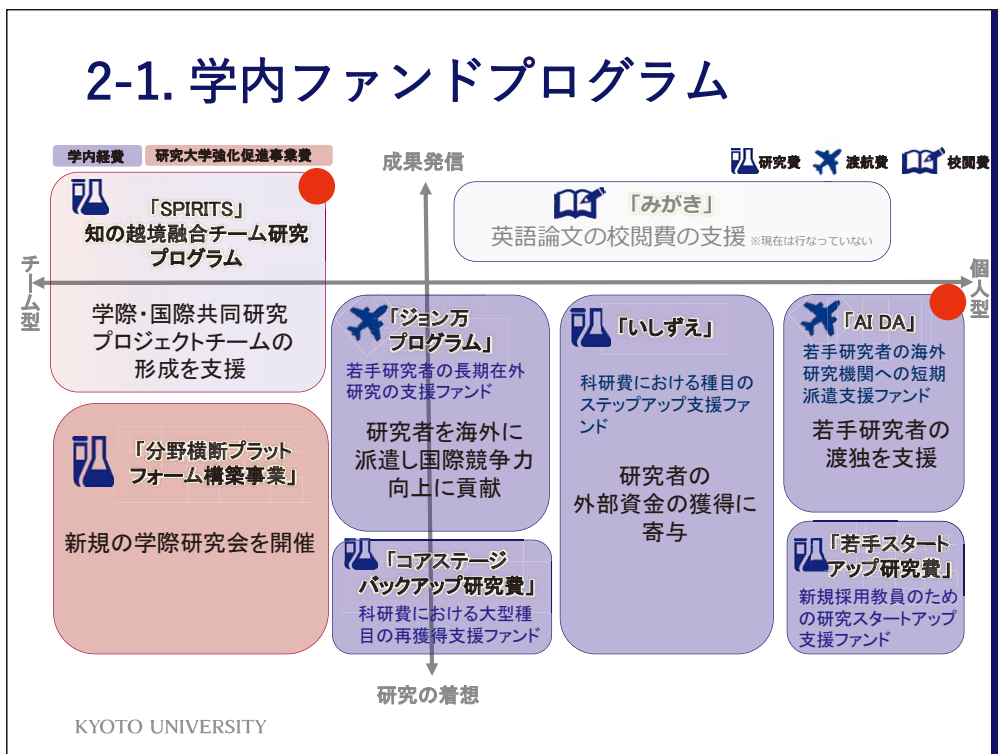 2-1. 学内ファンドプログラム
学内経費
研究大学強化促進事業費
成果発信
研究費
渡航費
校閲費
「SPIRITS」
知の越境融合チーム研究
プログラム
学際・国際共同研究
プロジェクトチームの
形成を支援
「みがき」
英語論文の校閲費の支援 ※現在は行なっていない
チーム型
個人型
「ジョン万
プログラム」
若手研究者の長期在外
研究の支援ファンド
研究者を海外に
派遣し国際競争力
向上に貢献
「いしずえ」
科研費における種目の
ステップアップ支援ファ
ンド
研究者の
外部資金の獲得に
寄与
「AI DA」
若手研究者の海外
研究機関への短期
派遣支援ファンド
若手研究者の
渡独を支援
「分野横断プラット
フォーム構築事業」
新規の学際研究会を開催
「コアステージ
バックアップ研究費」
科研費における大型種
目の再獲得支援ファンド
「若手スタート
アップ研究費」
新規採用教員のため
の研究スタートアップ
支援ファンド
研究の着想
KYOTO UNIVERSITY